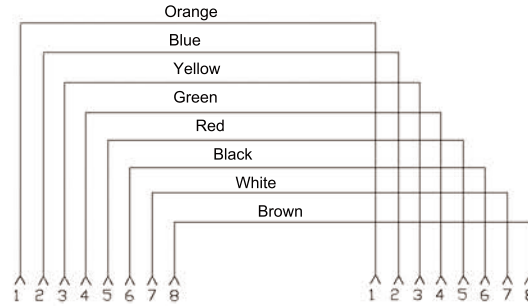 Orange
Blue
Yellow
Green
Red
Black
White
Brown
1 2 3 4 5 6 7 8 1 2 3 4 5 6 7